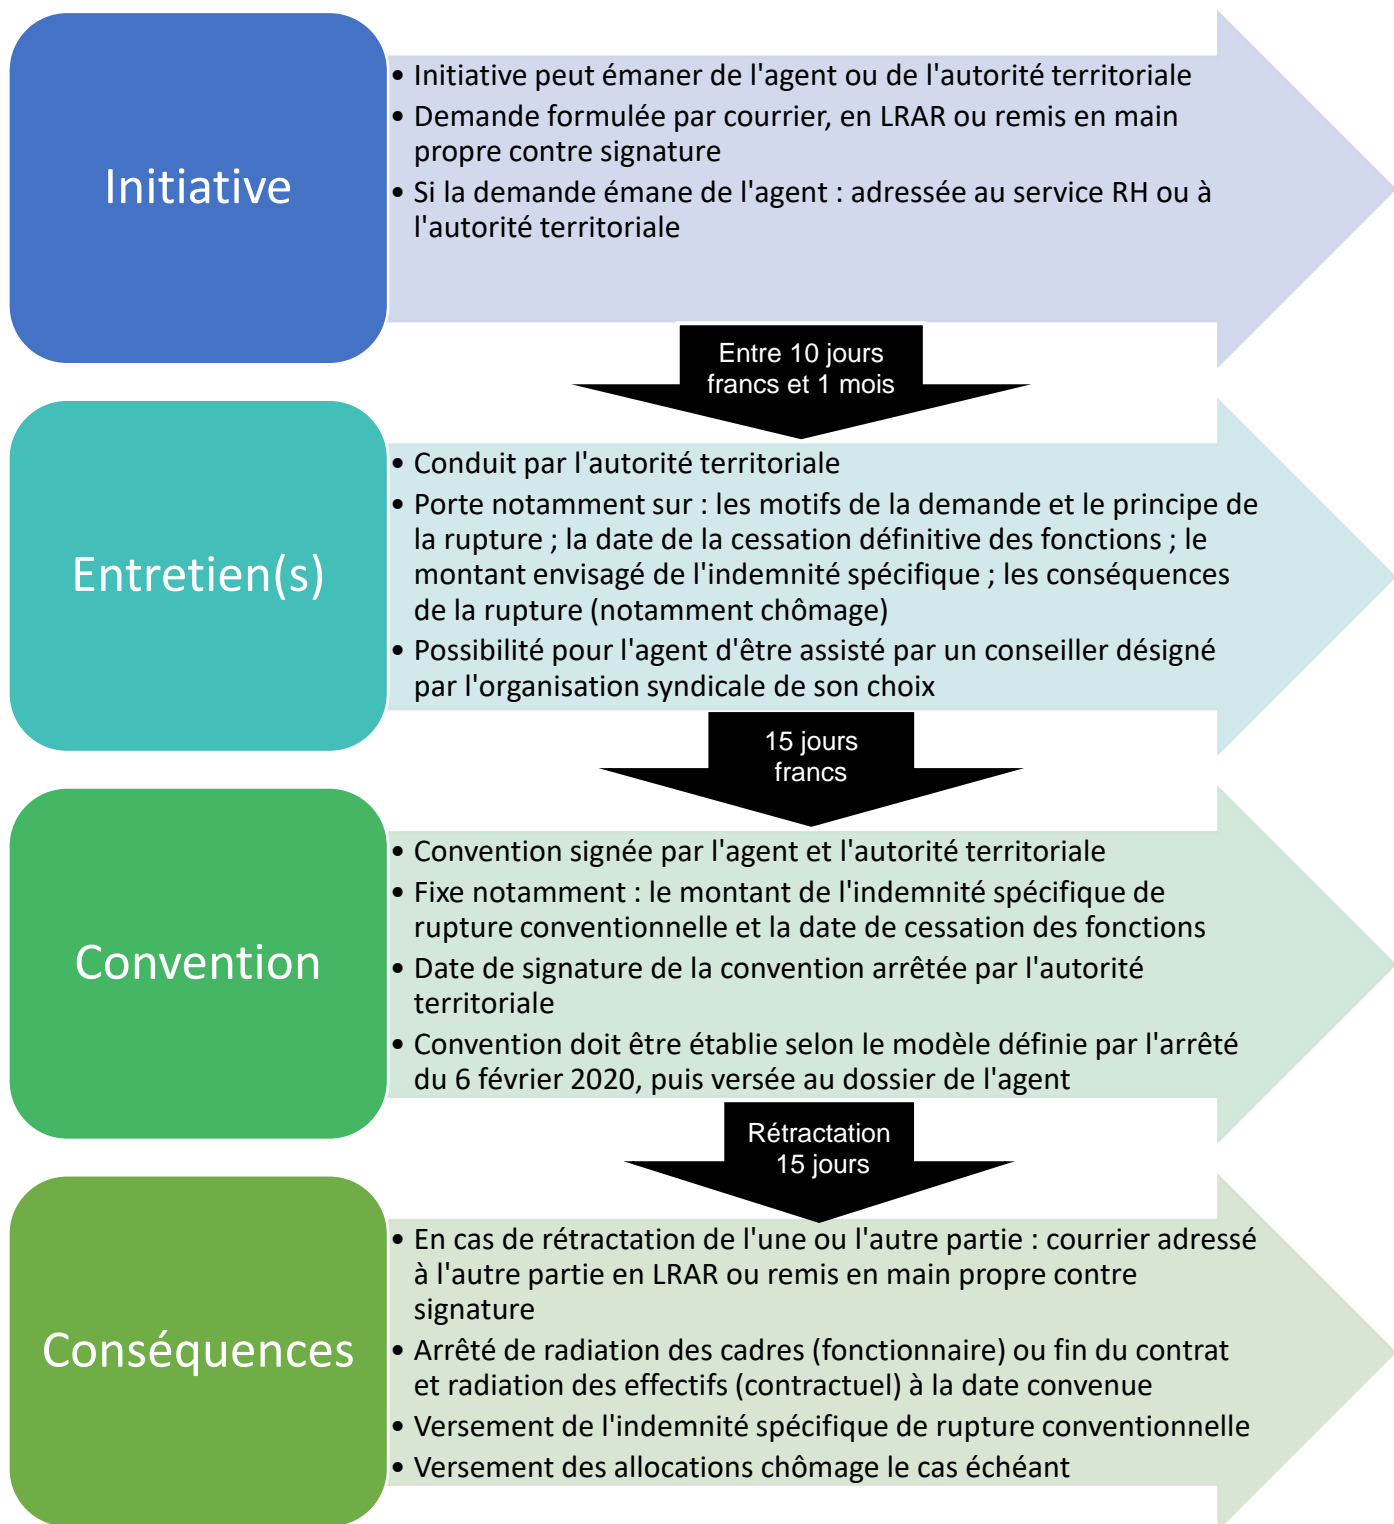 Initiative
• Initiative peut émaner de l'agent ou de l'autorité territoriale
• Demande formulée par courrier, en LRAR ou remis en main
propre contre signature
• Si la demande émane de l'agent : adressée au service RH ou à
l'autorité territoriale
Entre 10 jours
francs et 1 mois
Entretien(s)
• Conduit par l'autorité territoriale
• Porte notamment sur : les motifs de la demande et le principe de
la rupture ; la date de la cessation définitive des fonctions ; le
montant envisagé de l'indemnité spécifique ; les conséquences
de la rupture (notamment chômage)
• Possibilité pour l'agent d'être assisté par un conseiller désigné
par l'organisation syndicale de son choix
15 jours
francs
Convention
• Convention signée par l'agent et l'autorité territoriale
• Fixe notamment : le montant de l'indemnité spécifique de
rupture conventionnelle et la date de cessation des fonctions
• Date de signature de la convention arrêtée par l'autorité
territoriale
• Convention doit être établie selon le modèle définie par l'arrêté
du 6 février 2020, puis versée au dossier de l'agent
Rétractation
15 jours
Conséquences
• En cas de rétractation de l'une ou l'autre partie : courrier adressé
à l'autre partie en LRAR ou remis en main propre contre
signature
• Arrêté de radiation des cadres (fonctionnaire) ou fin du contrat
et radiation des effectifs (contractuel) à la date convenue
• Versement de l'indemnité spécifique de rupture conventionnelle
• Versement des allocations chômage le cas échéant